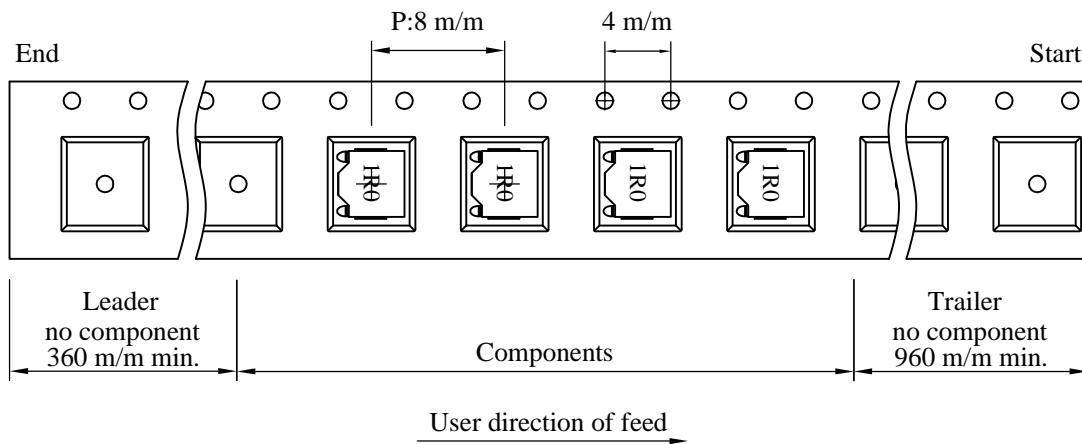 P:8 m/m
4 m/m
End
Start
1R0
1R0
1R0
1R0
Leader
no component
360 m/m min.
Components
Trailer
no component
960 m/m min.
User direction of feed